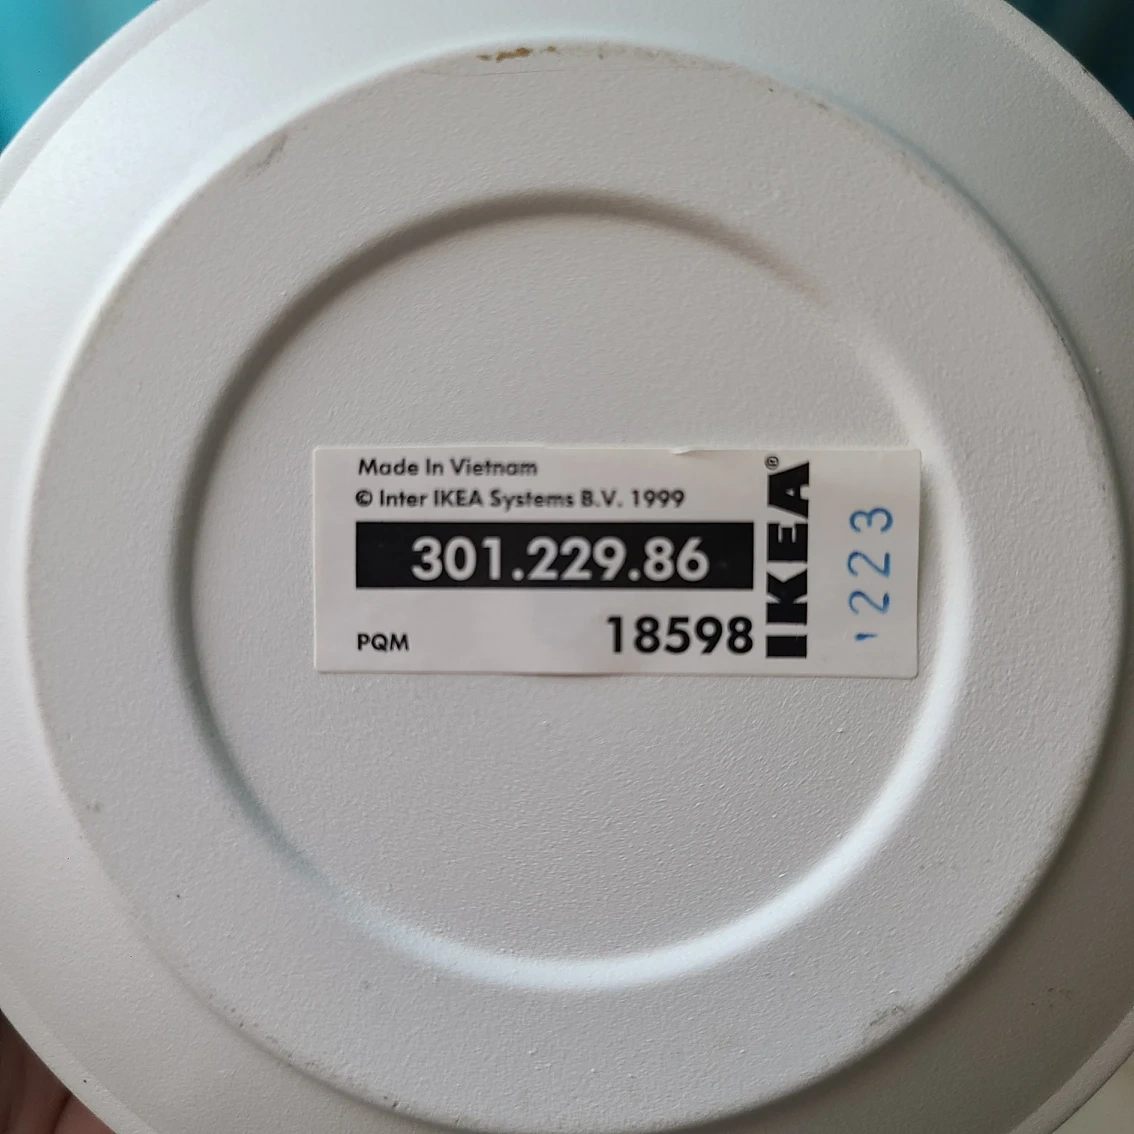 Made In Vietnam
© Inter IKEA Systems B.V. 1999
301.229.86
PQM 18598
IKEA®
1223